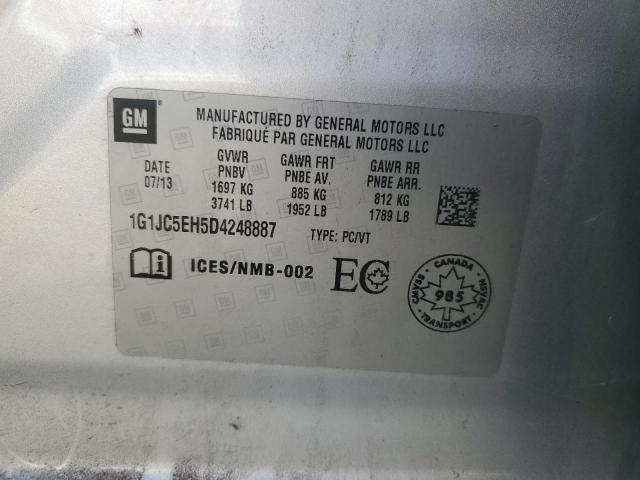 GM
MANUFACTURED BY GENERAL MOTORS LLC
FABRIQUÉ PAR GENERAL MOTORS LLC
DATE GVWR GAWR FRT GAWR RR
07/13 PNBV PNBE AV. PNBE ARR.
1697 KG 885 KG 812 KG
3741 LB 1952 LB 1789 LB
1G1JC5EH5D4248887 TYPE: PC/VT
i ICES/NMB-002 EC
CANADA
CMVSS 985 NSVAC
TRANSPORT